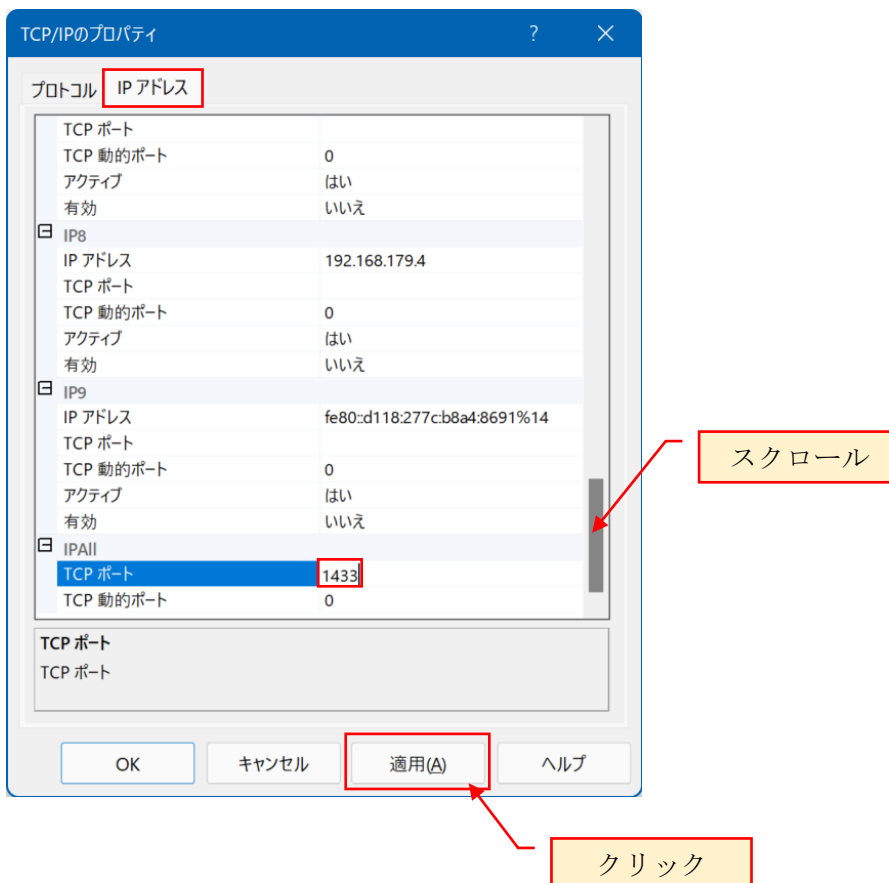 TCP/IPのプロパティ ? ×
プロトコル IP アドレス
TCP ポート
TCP 動的ポート 0
アクティブ はい
有効 いいえ
IP8
IP アドレス 192.168.179.4
TCP ポート
TCP 動的ポート 0
アクティブ はい
有効 いいえ
IP9
IP アドレス fe80::d118:277c:b8a4:8691%14
TCP ポート
スクロール
TCP 動的ポート 0
アクティブ はい
有効 いいえ
IPAll
TCP ポート 1433
TCP 動的ポート 0
TCP ポート
TCP ポート
OK キャンセル 適用(A) ヘルプ
クリック